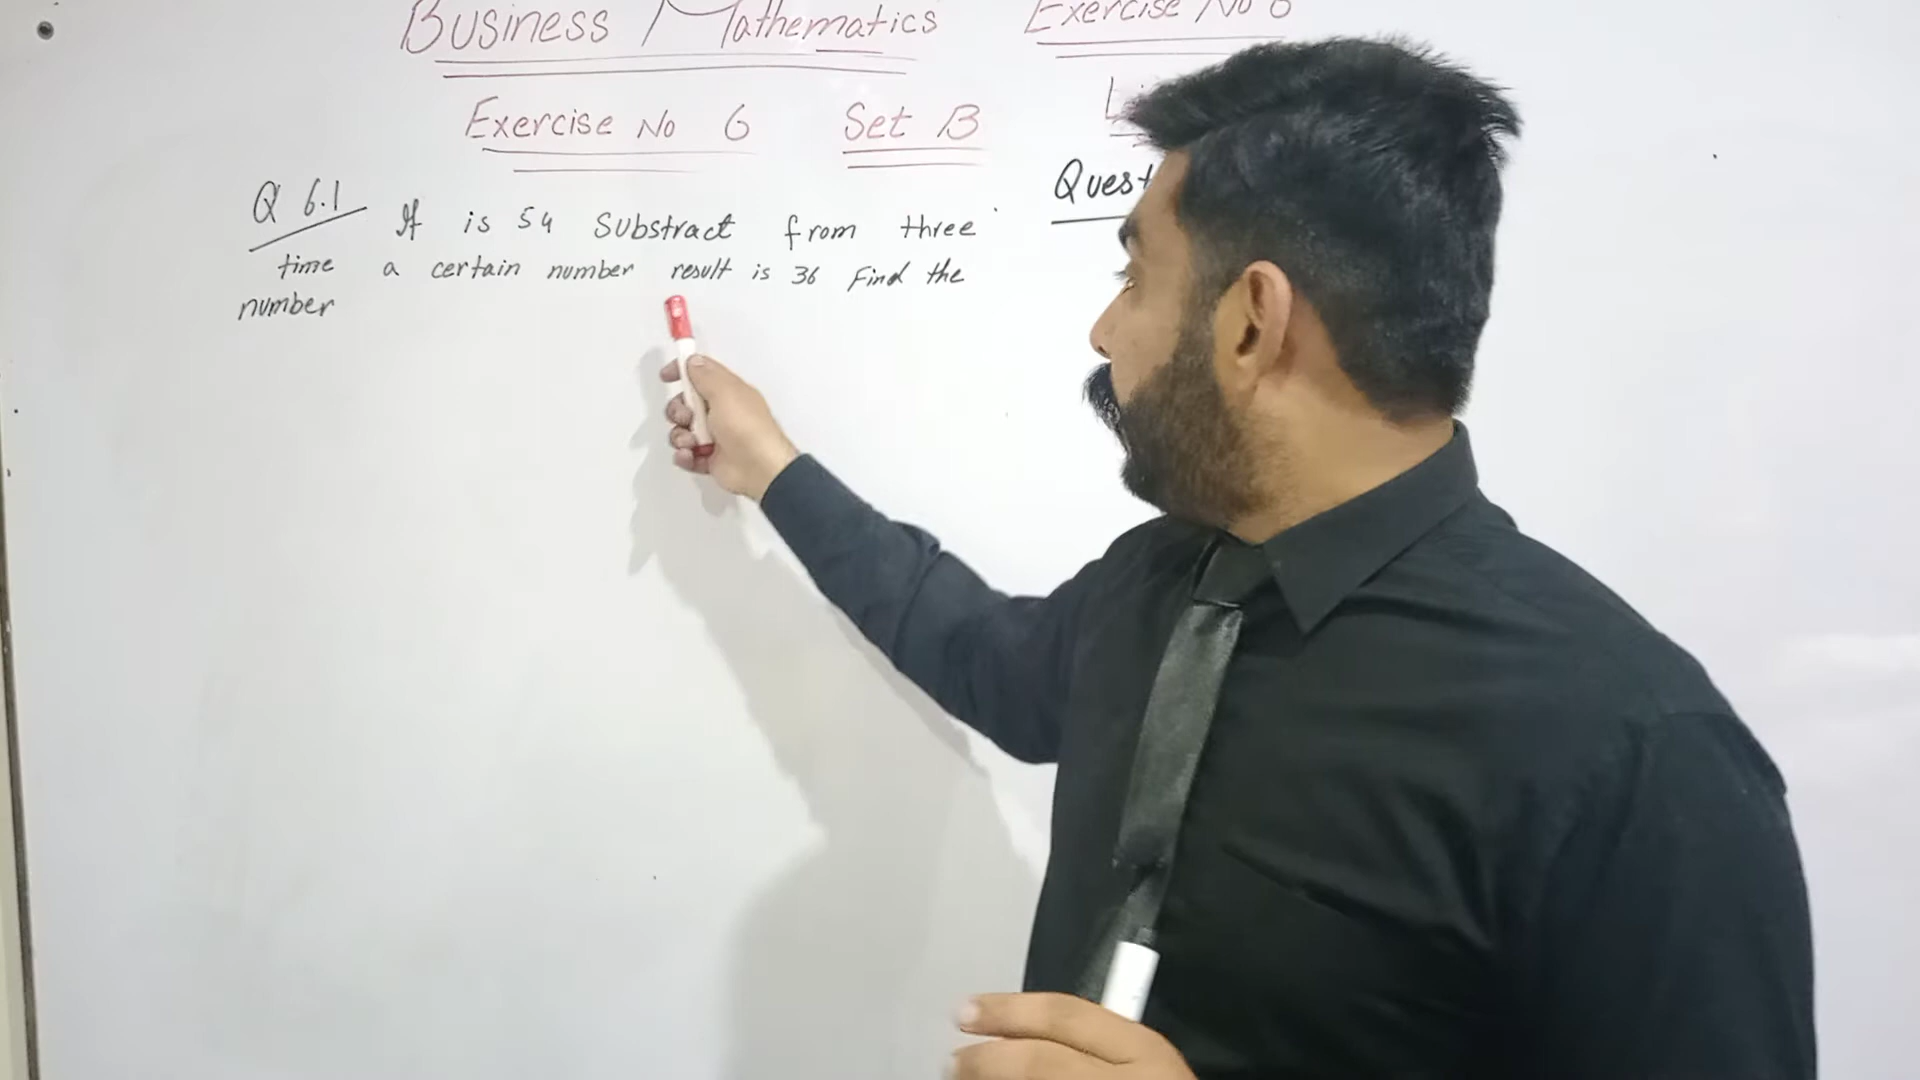 Business Mathematics
Exercise No 6
Exercise No 6 Set B
Q 6.1 If is 54 Substract from three
time a certain number result is 36 Find the
number